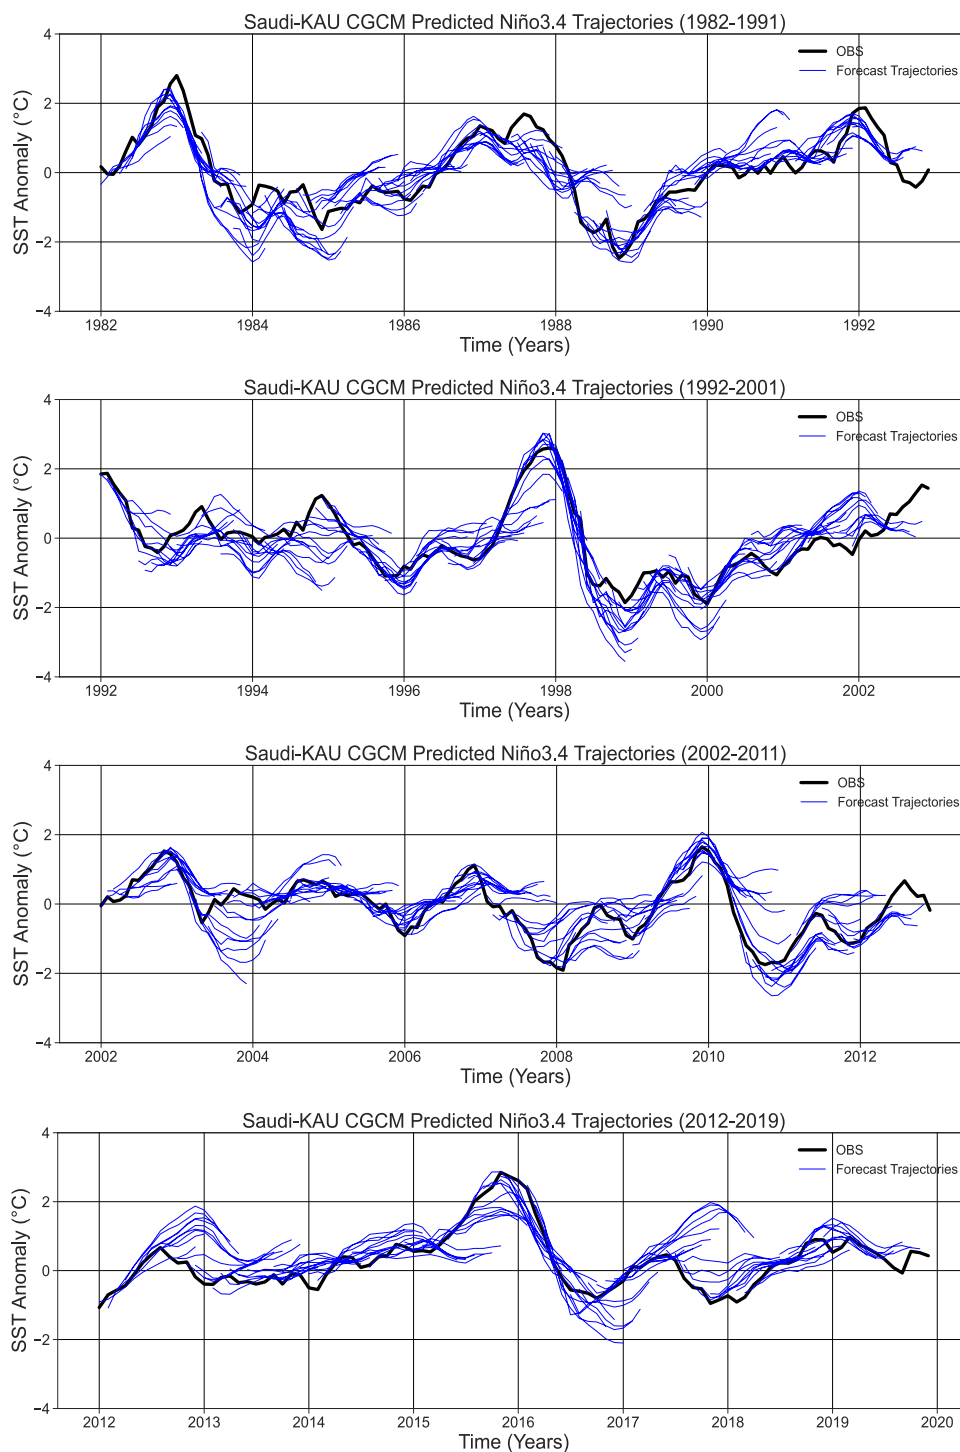 Saudi-KAU CGCM Predicted Niño3.4 Trajectories (1982-1991)
4
OBS
Forecast Trajectories
2
SST Anomaly (°C)
0
−2
−4
1982 1984 1986 1988 1990 1992
Time (Years)
Saudi-KAU CGCM Predicted Niño3.4 Trajectories (1992-2001)
4
OBS
Forecast Trajectories
2
SST Anomaly (°C)
0
−2
−4
1992 1994 1996 1998 2000 2002
Time (Years)
Saudi-KAU CGCM Predicted Niño3.4 Trajectories (2002-2011)
4
OBS
Forecast Trajectories
2
SST Anomaly (°C)
0
−2
−4
2002 2004 2006 2008 2010 2012
Time (Years)
Saudi-KAU CGCM Predicted Niño3.4 Trajectories (2012-2019)
4
OBS
Forecast Trajectories
2
SST Anomaly (°C)
0
−2
−4
2012 2013 2014 2015 2016 2017 2018 2019 2020
Time (Years)